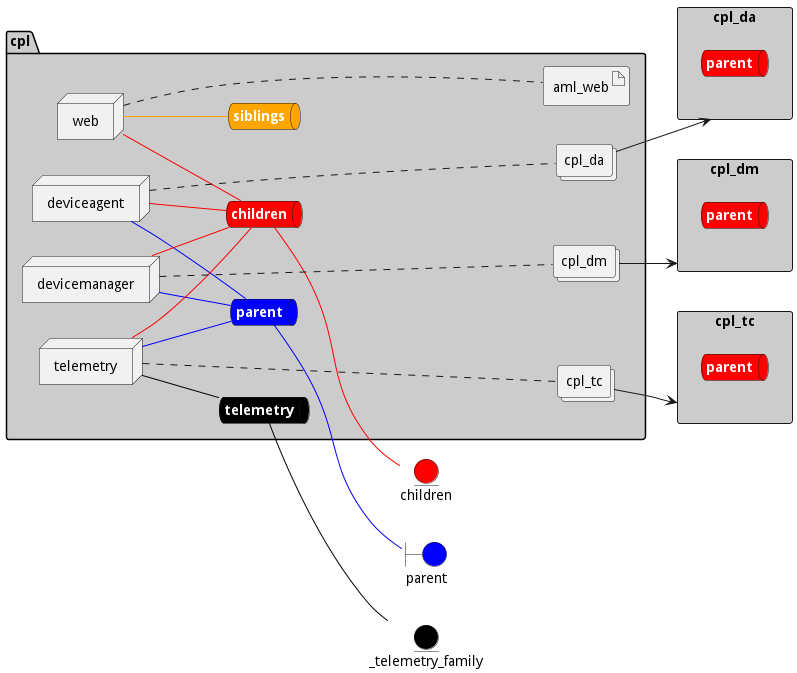 cpl_da
parent
cpl
aml_web
web
siblings
cpl_da
cpl_dm
deviceagent
children
parent
cpl_dm
devicemanager
parent
cpl_tc
telemetry
cpl_tc
parent
telemetry
children
parent
_telemetry_family